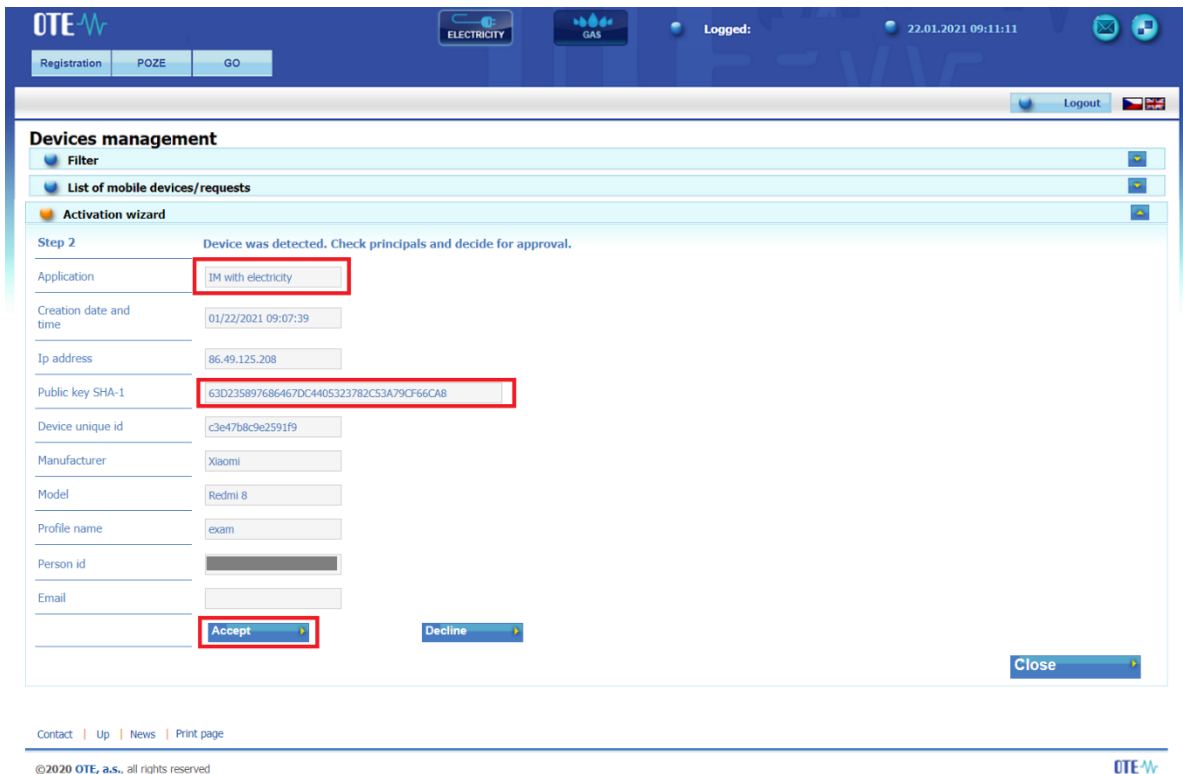 OTE
ELECTRICITY
GAS
Logged:
22.01.2021 09:11:11
Registration POZE GO
Logout
Devices management
Filter
List of mobile devices/requests
Activation wizard
Step 2 Device was detected. Check principals and decide for approval.
Application IM with electricity
Creation date and
time 01/22/2021 09:07:39
Ip address 86.49.125.208
Public key SHA-1 63D235897686467DC4405323782C53A79CF66CA8
Device unique id c3e47b8c9e2591f9
Manufacturer Xiaomi
Model Redmi 8
Profile name exam
Person id
Email
Accept Decline
Close
Contact | Up | News | Print page
©2020 OTE, a.s., all rights reserved
OTE